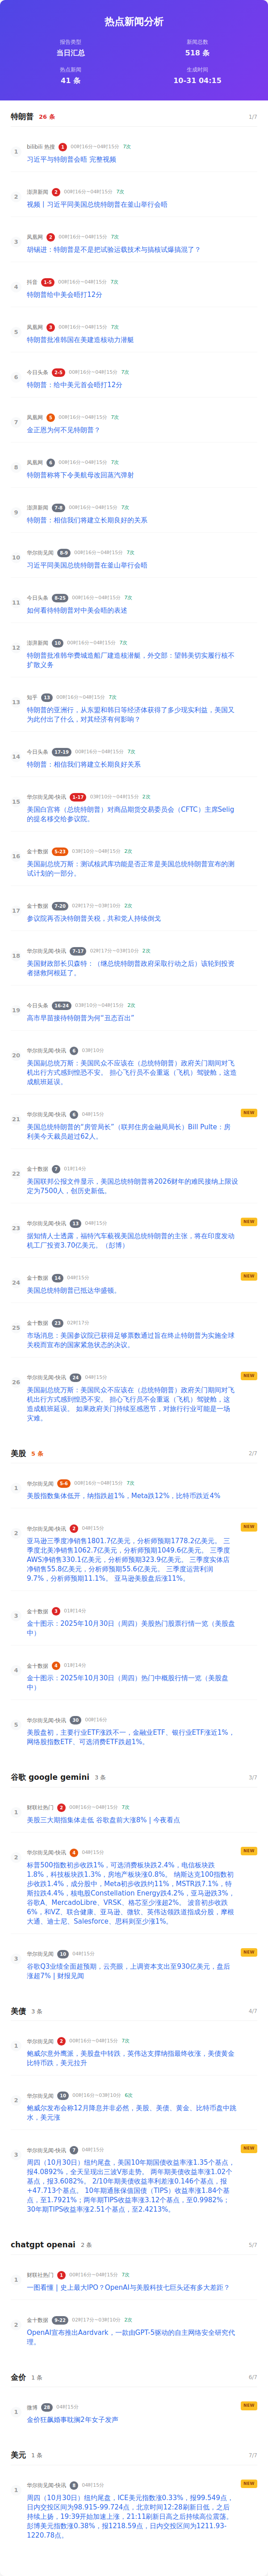 热点新闻分析
报告类型
新闻总数
当日汇总
518 条
热点新闻
生成时间
41 条
10-31 04:15
特朗普 26 条 1/7
1 bilibili 热搜 1 00时16分~04时15分 7次
习近平与特朗普会晤 完整视频
2 澎湃新闻 2 00时16分~04时15分 7次
视频丨习近平同美国总统特朗普在釜山举行会晤
3 凤凰网 2 00时16分~04时15分 7次
胡锡进：特朗普是不是把试验运载技术与搞核试爆搞混了？
4 抖音 1-5 00时16分~04时15分 7次
特朗普给中美会晤打12分
5 凤凰网 3 00时16分~04时15分 7次
特朗普批准韩国在美建造核动力潜艇
6 今日头条 2-5 00时16分~04时15分 7次
特朗普：给中美元首会晤打12分
7 凤凰网 5 00时16分~04时15分 7次
金正恩为何不见特朗普？
8 凤凰网 6 00时16分~04时15分 7次
特朗普称将下令美航母改回蒸汽弹射
9 澎湃新闻 7-8 00时16分~04时15分 7次
特朗普：相信我们将建立长期良好的关系
10 华尔街见闻 8-9 00时16分~04时15分 7次
习近平同美国总统特朗普在釜山举行会晤
11 今日头条 8-25 00时16分~04时15分 7次
如何看待特朗普对中美会晤的表述
12 澎湃新闻 10 00时16分~04时15分 7次
特朗普批准韩华费城造船厂建造核潜艇，外交部：望韩美切实履行核不
扩散义务
13 知乎 13 00时16分~04时15分 7次
特朗普的亚洲行，从东盟和韩日等经济体获得了多少现实利益，美国又
为此付出了什么，对其经济有何影响？
14 今日头条 17-19 00时16分~04时15分 7次
特朗普：相信我们将建立长期良好关系
15 华尔街见闻-快讯 1-17 03时10分~04时15分 2次
美国白宫将（总统特朗普）对商品期货交易委员会（CFTC）主席Selig
的提名移交给参议院。
16 金十数据 5-23 03时10分~04时15分 2次
美国副总统万斯：测试核武库功能是否正常是美国总统特朗普宣布的测
试计划的一部分。
17 金十数据 7-20 02时17分~03时10分 2次
参议院再否决特朗普关税，共和党人持续倒戈
18 华尔街见闻-快讯 7-17 02时17分~03时10分 2次
美国财政部长贝森特：（继总统特朗普政府采取行动之后）该轮到投资
者拯救阿根廷了。
19 今日头条 16-24 03时10分~04时15分 2次
高市早苗接待特朗普为何“丑态百出”
20 华尔街见闻-快讯 6 03时10分
美国副总统万斯：美国民众不应该在（总统特朗普）政府关门期间对飞
机出行方式感到惶恐不安。 担心飞行员不会重返（飞机）驾驶舱，这造
成航班延误。
21 华尔街见闻-快讯 6 04时15分 NEW
美国总统特朗普的“房管局长”（联邦住房金融局局长）Bill Pulte：房
利美今天裁员超过62人。
22 金十数据 7 01时14分
美国联邦公报文件显示，美国总统特朗普将2026财年的难民接纳上限设
定为7500人，创历史新低。
23 华尔街见闻-快讯 13 04时15分 NEW
据知情人士透露，福特汽车藐视美国总统特朗普的主张，将在印度发动
机工厂投资3.70亿美元。（彭博）
24 金十数据 14 04时15分 NEW
美国总统特朗普已抵达华盛顿。
25 金十数据 23 02时17分
市场消息：美国参议院已获得足够票数通过旨在终止特朗普为实施全球
关税而宣布的国家紧急状态的决议。
26 华尔街见闻-快讯 24 04时15分 NEW
美国副总统万斯：美国民众不应该在（总统特朗普）政府关门期间对飞
机出行方式感到惶恐不安。 担心飞行员不会重返（飞机）驾驶舱，这
造成航班延误。 如果政府关门持续至感恩节，对旅行行业可能是一场
灾难。
美股 5 条 2/7
1 华尔街见闻 5-6 00时16分~04时15分 7次
美股指数集体低开，纳指跌超1%，Meta跌12%，比特币跌近4%
2 华尔街见闻-快讯 2 04时15分 NEW
亚马逊三季度净销售1801.7亿美元，分析师预期1778.2亿美元。 三
季度北美净销售1062.7亿美元，分析师预期1049.6亿美元。 三季度
AWS净销售330.1亿美元，分析师预期323.9亿美元。 三季度实体店
净销售55.8亿美元，分析师预期55.6亿美元。 三季度运营利润率
9.7%，分析师预期11.1%。 亚马逊美股盘后涨11%。
3 金十数据 3 01时14分
金十图示：2025年10月30日（周四）美股热门股票行情一览（美股盘
中）
4 金十数据 4 01时14分
金十图示：2025年10月30日（周四）热门中概股行情一览（美股盘
中）
5 华尔街见闻-快讯 30 00时16分
美股盘初，主要行业ETF涨跌不一，金融业ETF、银行业ETF涨近1%，
网络股指数ETF、可选消费ETF跌超1%。
谷歌 google gemini 3 条 3/7
1 财联社热门 2 00时16分~04时15分 7次
美股三大期指集体走低 谷歌盘前大涨8%丨今夜看点
2 华尔街见闻-快讯 4 04时15分 NEW
标普500指数初步收跌1%，可选消费板块跌2.4%，电信板块跌
1.8%，科技板块跌1.3%，房地产板块涨0.8%。 纳斯达克100指数初
步收跌1.4%，成分股中，Meta初步收跌约11%，MSTR跌7.1%，特
斯拉跌4.4%，核电股Constellation Energy跌4.2%，亚马逊跌3%，
谷歌A、MercadoLibre、VRSK、格芯至少涨超2%。 波音初步收跌
6%，和VZ、联合健康、亚马逊、微软、英伟达领跌道指成分股，摩根
大通、迪士尼、Salesforce、思科则至少涨1%。
3 华尔街见闻 10 04时15分 NEW
谷歌Q3业绩全面超预期，云亮眼，上调资本支出至930亿美元，盘后
涨超7%丨财报见闻
美债 3 条 4/7
1 华尔街见闻 2 00时16分~04时15分 7次
鲍威尔意外鹰派，美股盘中转跌，英伟达支撑纳指最终收涨，美债黄金
比特币跌，美元拉升
2 华尔街见闻 10 00时16分~03时10分 6次
鲍威尔发布会称12月降息并非必然，美股、美债、黄金、比特币盘中跳
水，美元涨
3 华尔街见闻-快讯 7 04时15分 NEW
周四（10月30日）纽约尾盘，美国10年期国债收益率涨1.35个基点，
报4.0892%，全天呈现出三波V形走势。 两年期美债收益率涨1.02个
基点，报3.6082%。 2/10年期美债收益率利差涨0.146个基点，报
+47.713个基点。 10年期通胀保值国债（TIPS）收益率涨1.84个基
点，至1.7921%；两年期TIPS收益率涨3.12个基点，至0.9982%；
30年期TIPS收益率涨2.51个基点，至2.4213%。
chatgpt openai 2 条 5/7
1 财联社热门 1 00时16分~04时15分 7次
一图看懂 | 史上最大IPO？OpenAI与美股科技七巨头还有多大差距？
2 金十数据 9-22 02时17分~03时10分 2次
OpenAI宣布推出Aardvark，一款由GPT-5驱动的自主网络安全研究代
理。
金价 1 条 6/7
1 微博 28 04时15分 NEW
金价狂飙婚事耽搁2年女子发声
美元 1 条 7/7
1 华尔街见闻-快讯 8 04时15分 NEW
周四（10月30日）纽约尾盘，ICE美元指数涨0.33%，报99.549点，
日内交投区间为98.915-99.724点，北京时间12:28刷新日低，之后
持续上扬，19:39开始加速上涨，21:11刷新日高之后持续高位震荡。
彭博美元指数涨0.38%，报1218.59点，日内交投区间为1211.93-
1220.78点。